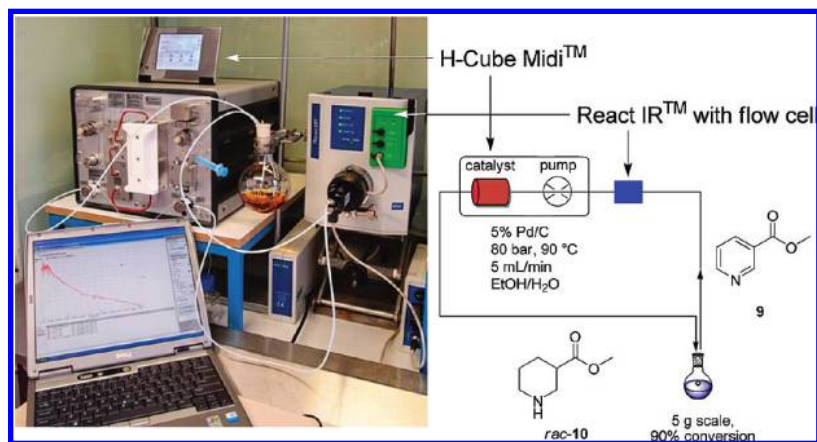 H-Cube Midi™
React IR™ with flow cell
catalyst pump
5% Pd/C
80 bar, 90 °C
5 mL/min
EtOH/H₂O
O
O
N
9
O
O
N
H
rac-10
5 g scale,
90% conversion
DELL